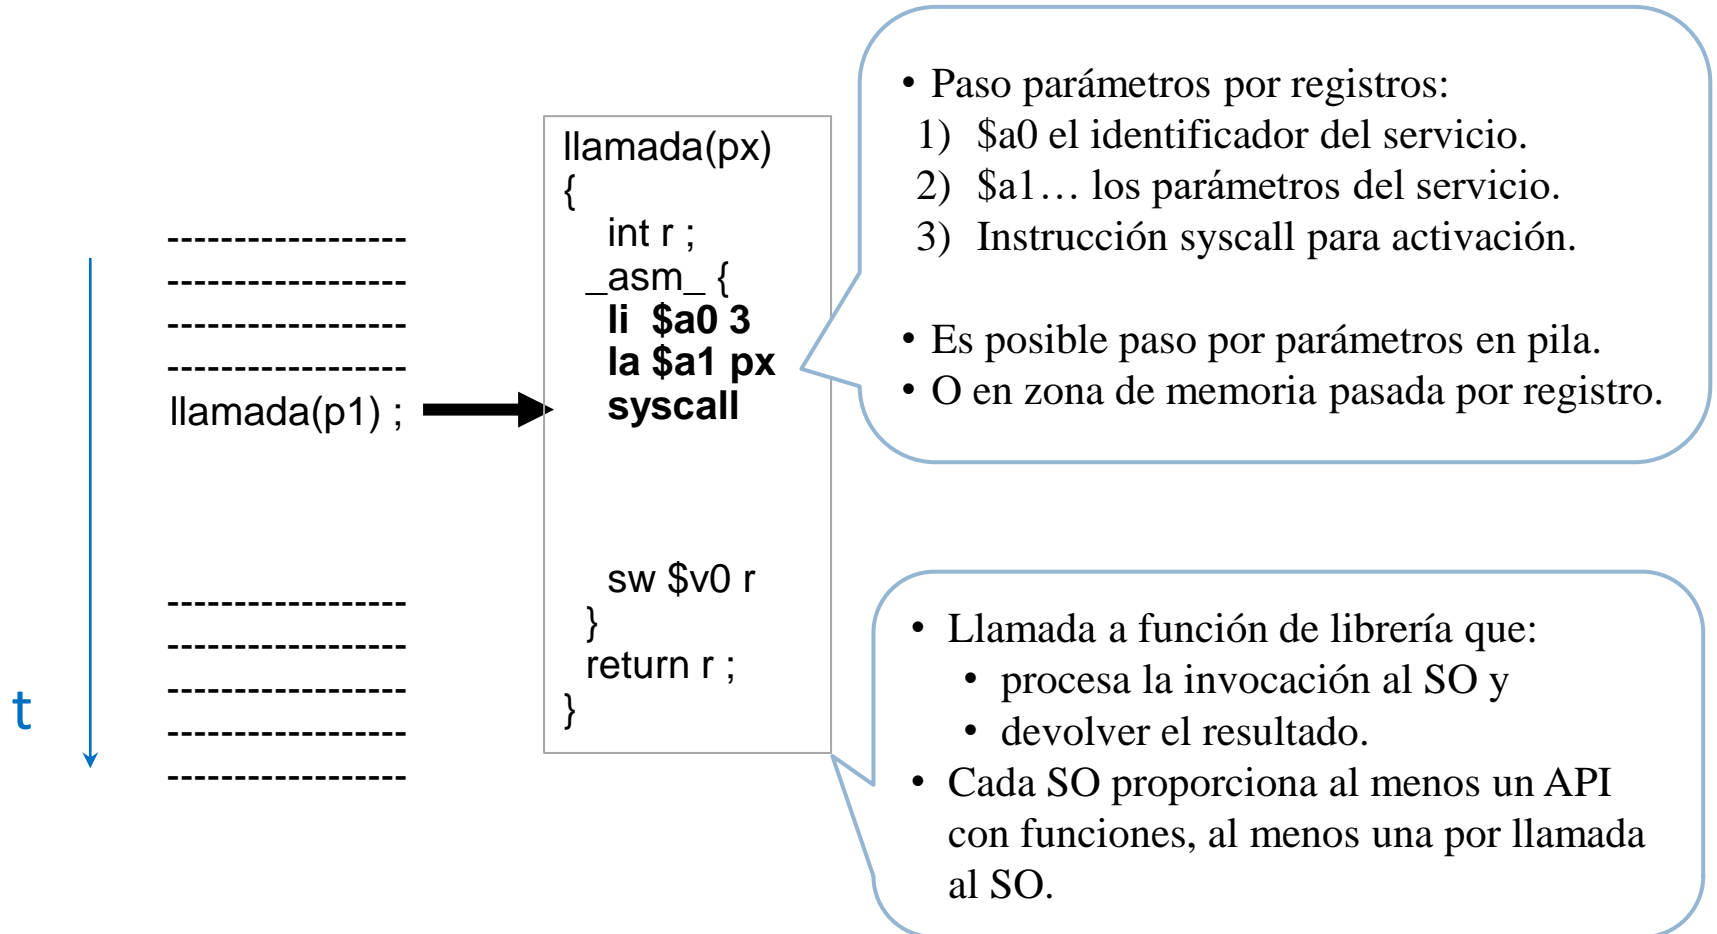 ------------------
------------------
------------------
------------------
llamada(p1) ;
------------------
------------------
------------------
------------------
------------------
t
llamada(px)
{
int r ;
_asm_ {
li $a0 3
la $a1 px
syscall
sw $v0 r
}
return r ;
}
• Paso parámetros por registros:
1) $a0 el identificador del servicio.
2) $a1… los parámetros del servicio.
3) Instrucción syscall para activación.
• Es posible paso por parámetros en pila.
• O en zona de memoria pasada por registro.
• Llamada a función de librería que:
• procesa la invocación al SO y
• devolver el resultado.
• Cada SO proporciona al menos un API
con funciones, al menos una por llamada
al SO.